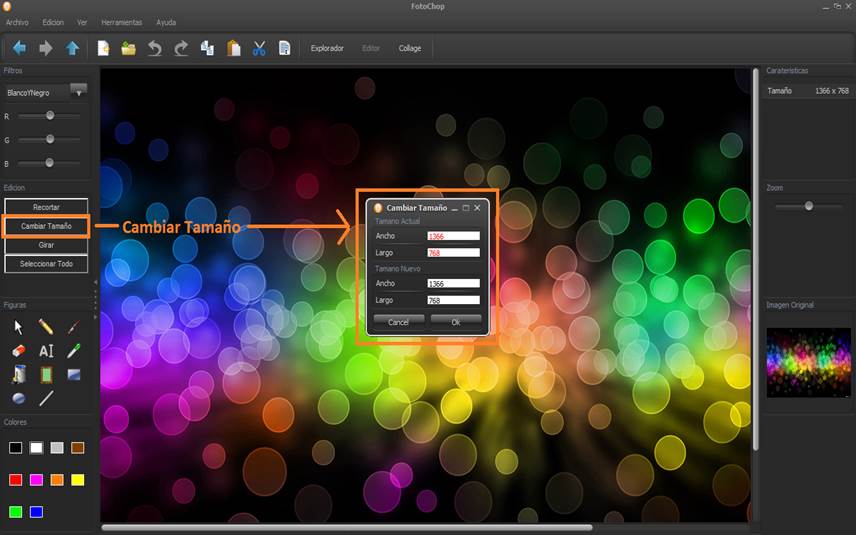 FotoChop
Archivo Edicion Ver Herramientas Ayuda
Explorador Editor Collage
Filtros
BlancoYNegro
R
G
B
Edicion
Recortar
Cambiar Tamaño
Girar
Seleccionar Todo
Figuras
AI
Colores
Cambiar Tamaño
Cambiar Tamaño
Tamano Actual
Ancho 1366
Largo 768
Tamano Nuevo
Ancho 1366
Largo 768
Cancel Ok
Carateristicas
Tamaño 1366 x 768
Zoom
Imagen Original